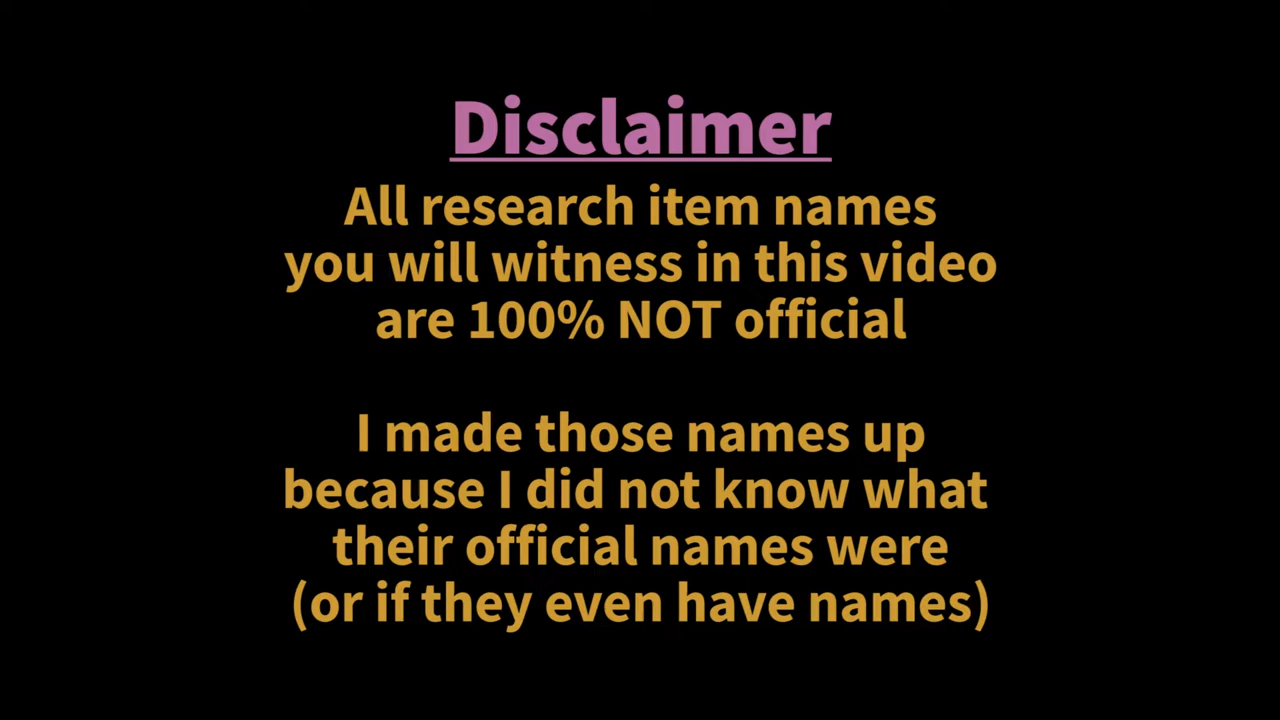 Disclaimer
All research item names
you will witness in this video
are 100% NOT official
I made those names up
because I did not know what
their official names were
(or if they even have names)